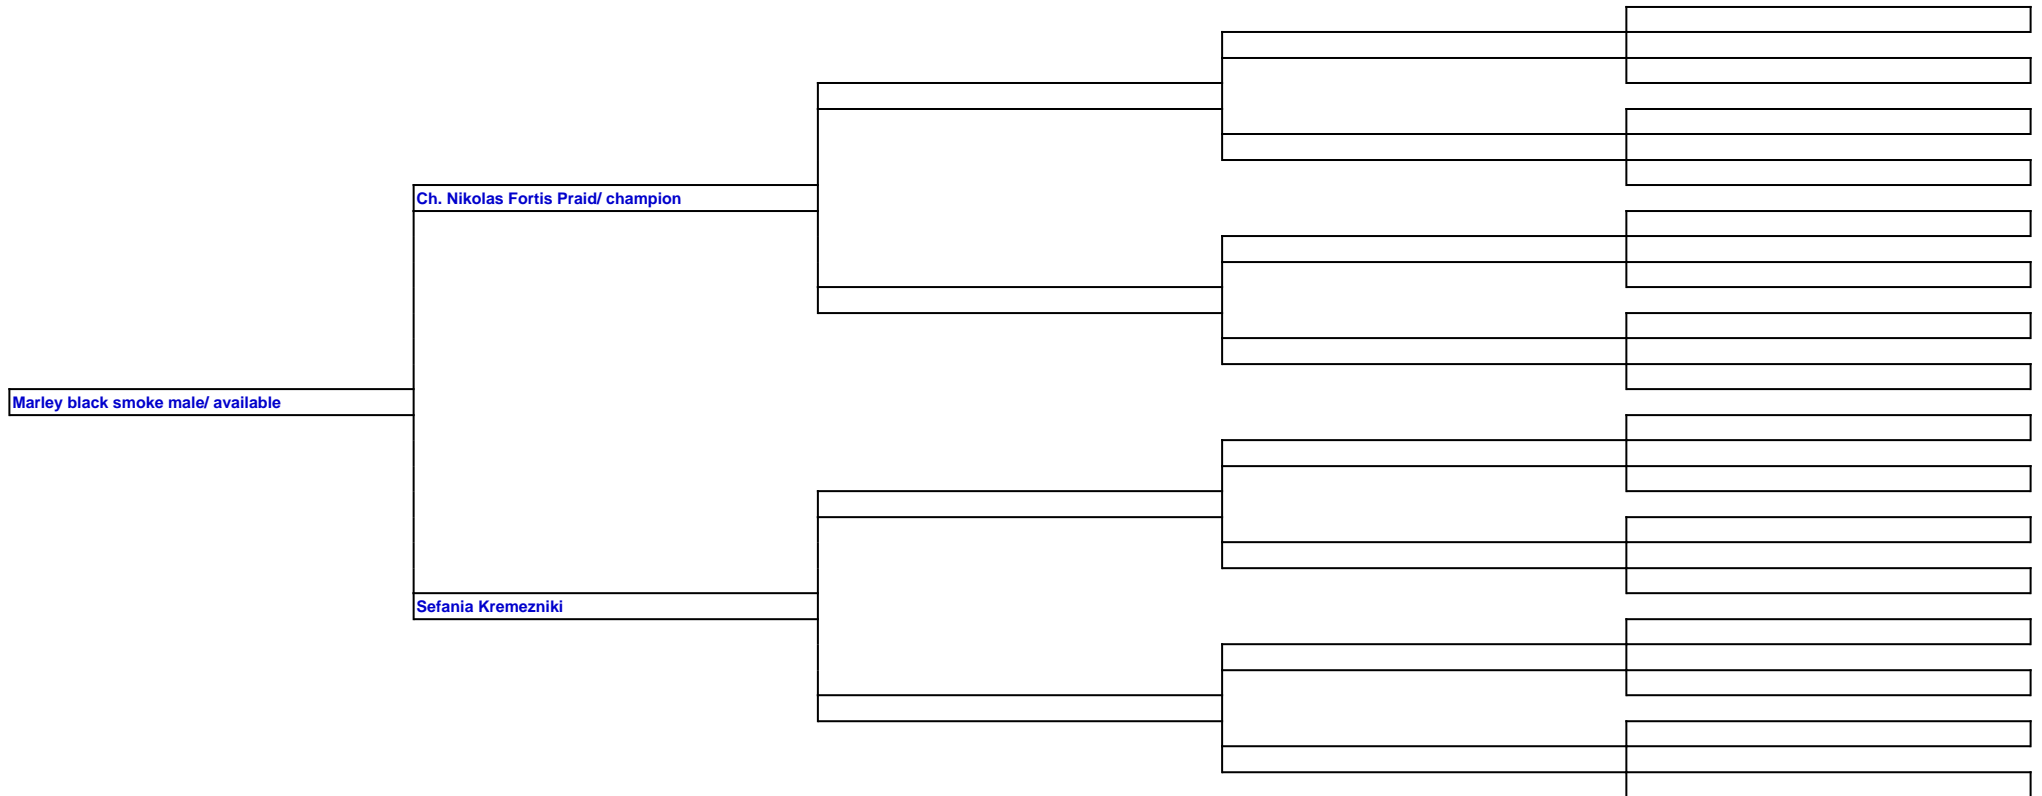 Ch. Nikolas Fortis Praid/ champion
Marley black smoke male/ available
Sefania Kremezniki